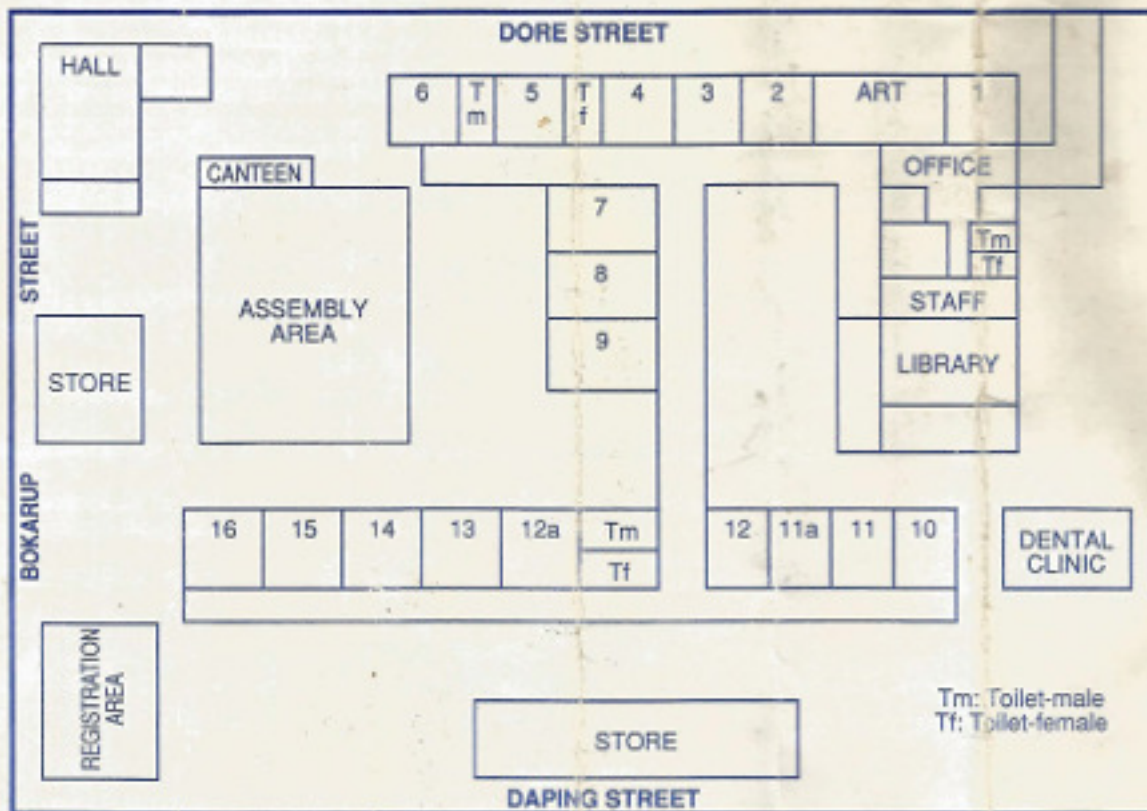 DORE STREET
HALL
6
T
m
5
T
f
4
3
2
ART
1
CANTEEN
OFFICE
7
Tm
Tf
8
STAFF
STREET
ASSEMBLY
AREA
9
LIBRARY
STORE
BOKARUP
16
15
14
13
12a
Tm
Tf
12
11a
11
10
DENTAL
CLINIC
REGISTRATION
AREA
STORE
Tm: Toilet-male
Tf: Toilet-female
DAPING STREET